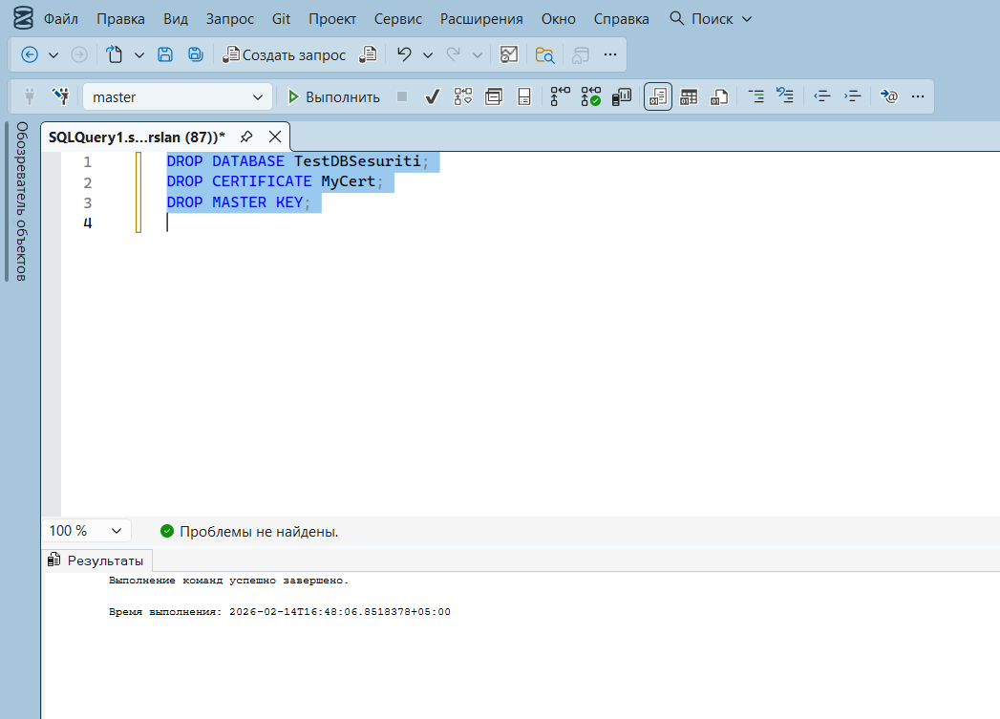 Файл Правка Вид Запрос Git Проект Сервис Расширения Окно Справка Поиск
Создать запрос
master Выполнить
Обозреватель объектов
SQLQuery1.s...rslan (87))*
1 DROP DATABASE TestDBSesuriti;
2 DROP CERTIFICATE MyCert;
3 DROP MASTER KEY;
4
100 % Проблемы не найдены.
Результаты
Выполнение команд успешно завершено.
Время выполнения: 2026-02-14T16:48:06.8518378+05:00